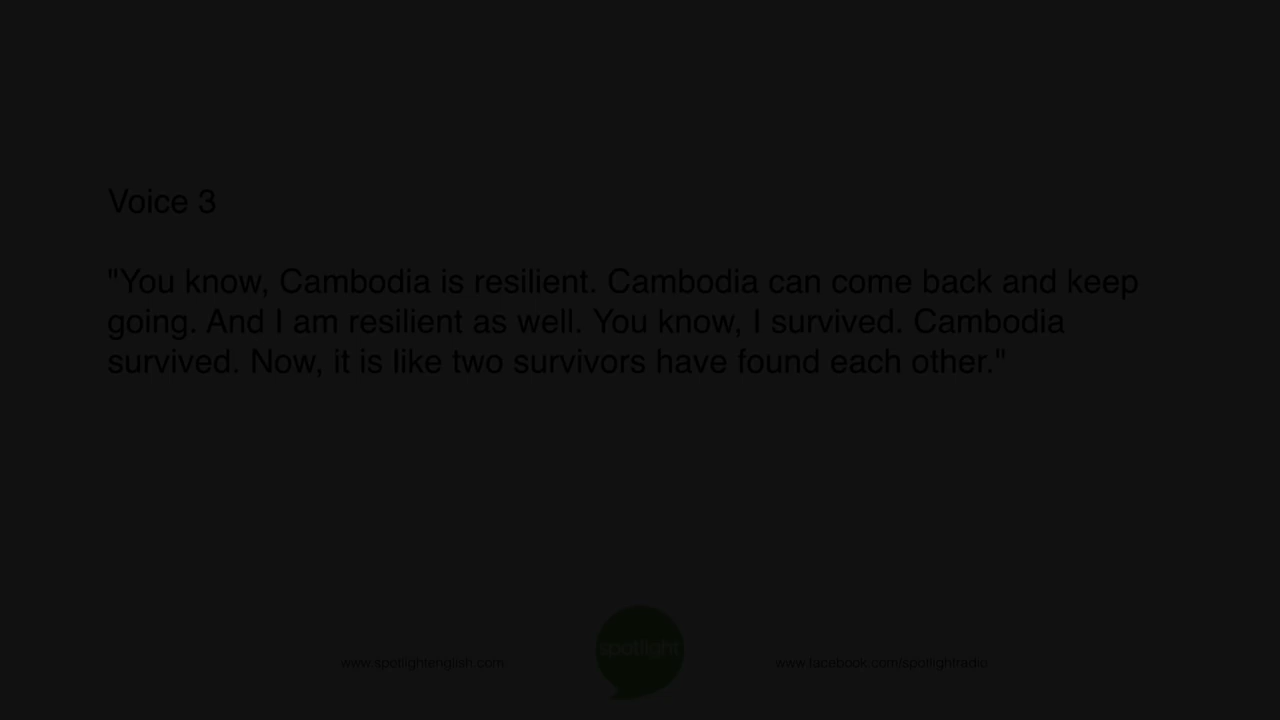 Voice 3
"You know, Cambodia is resilient. Cambodia can come back and keep
going. And I am resilient as well. You know, I survived. Cambodia
survived. Now, it is like two survivors have found each other."
spotlight
www.spotlightenglish.com
www.facebook.com/spotlightradio